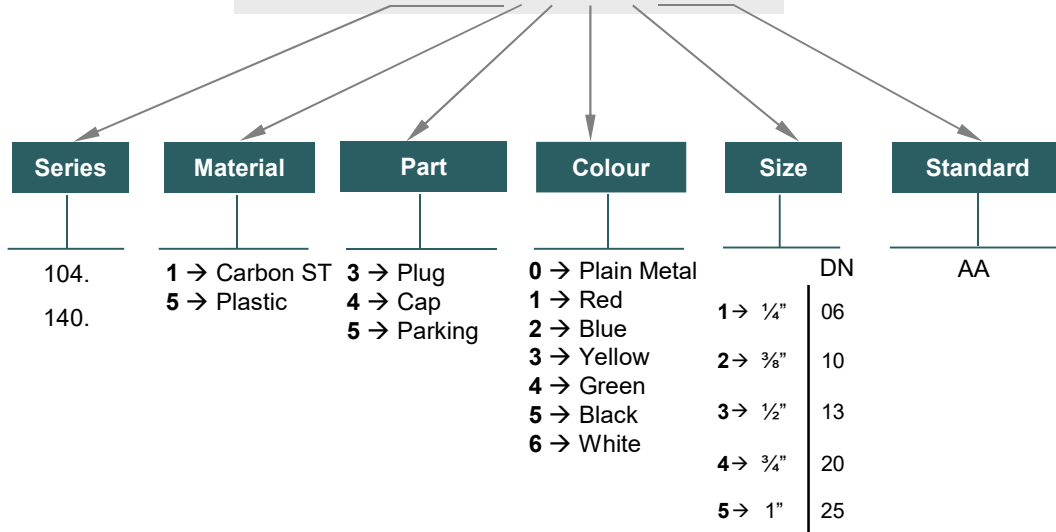 Series
Material
Part
Colour
Size
Standard
104.
140.
1 → Carbon ST
5 → Plastic
3 → Plug
4 → Cap
5 → Parking
0 → Plain Metal
1 → Red
2 → Blue
3 → Yellow
4 → Green
5 → Black
6 → White
DN
1→ ¼” 06
2→ ⅜” 10
3→ ½” 13
4→ ¾” 20
5→ 1” 25
AA